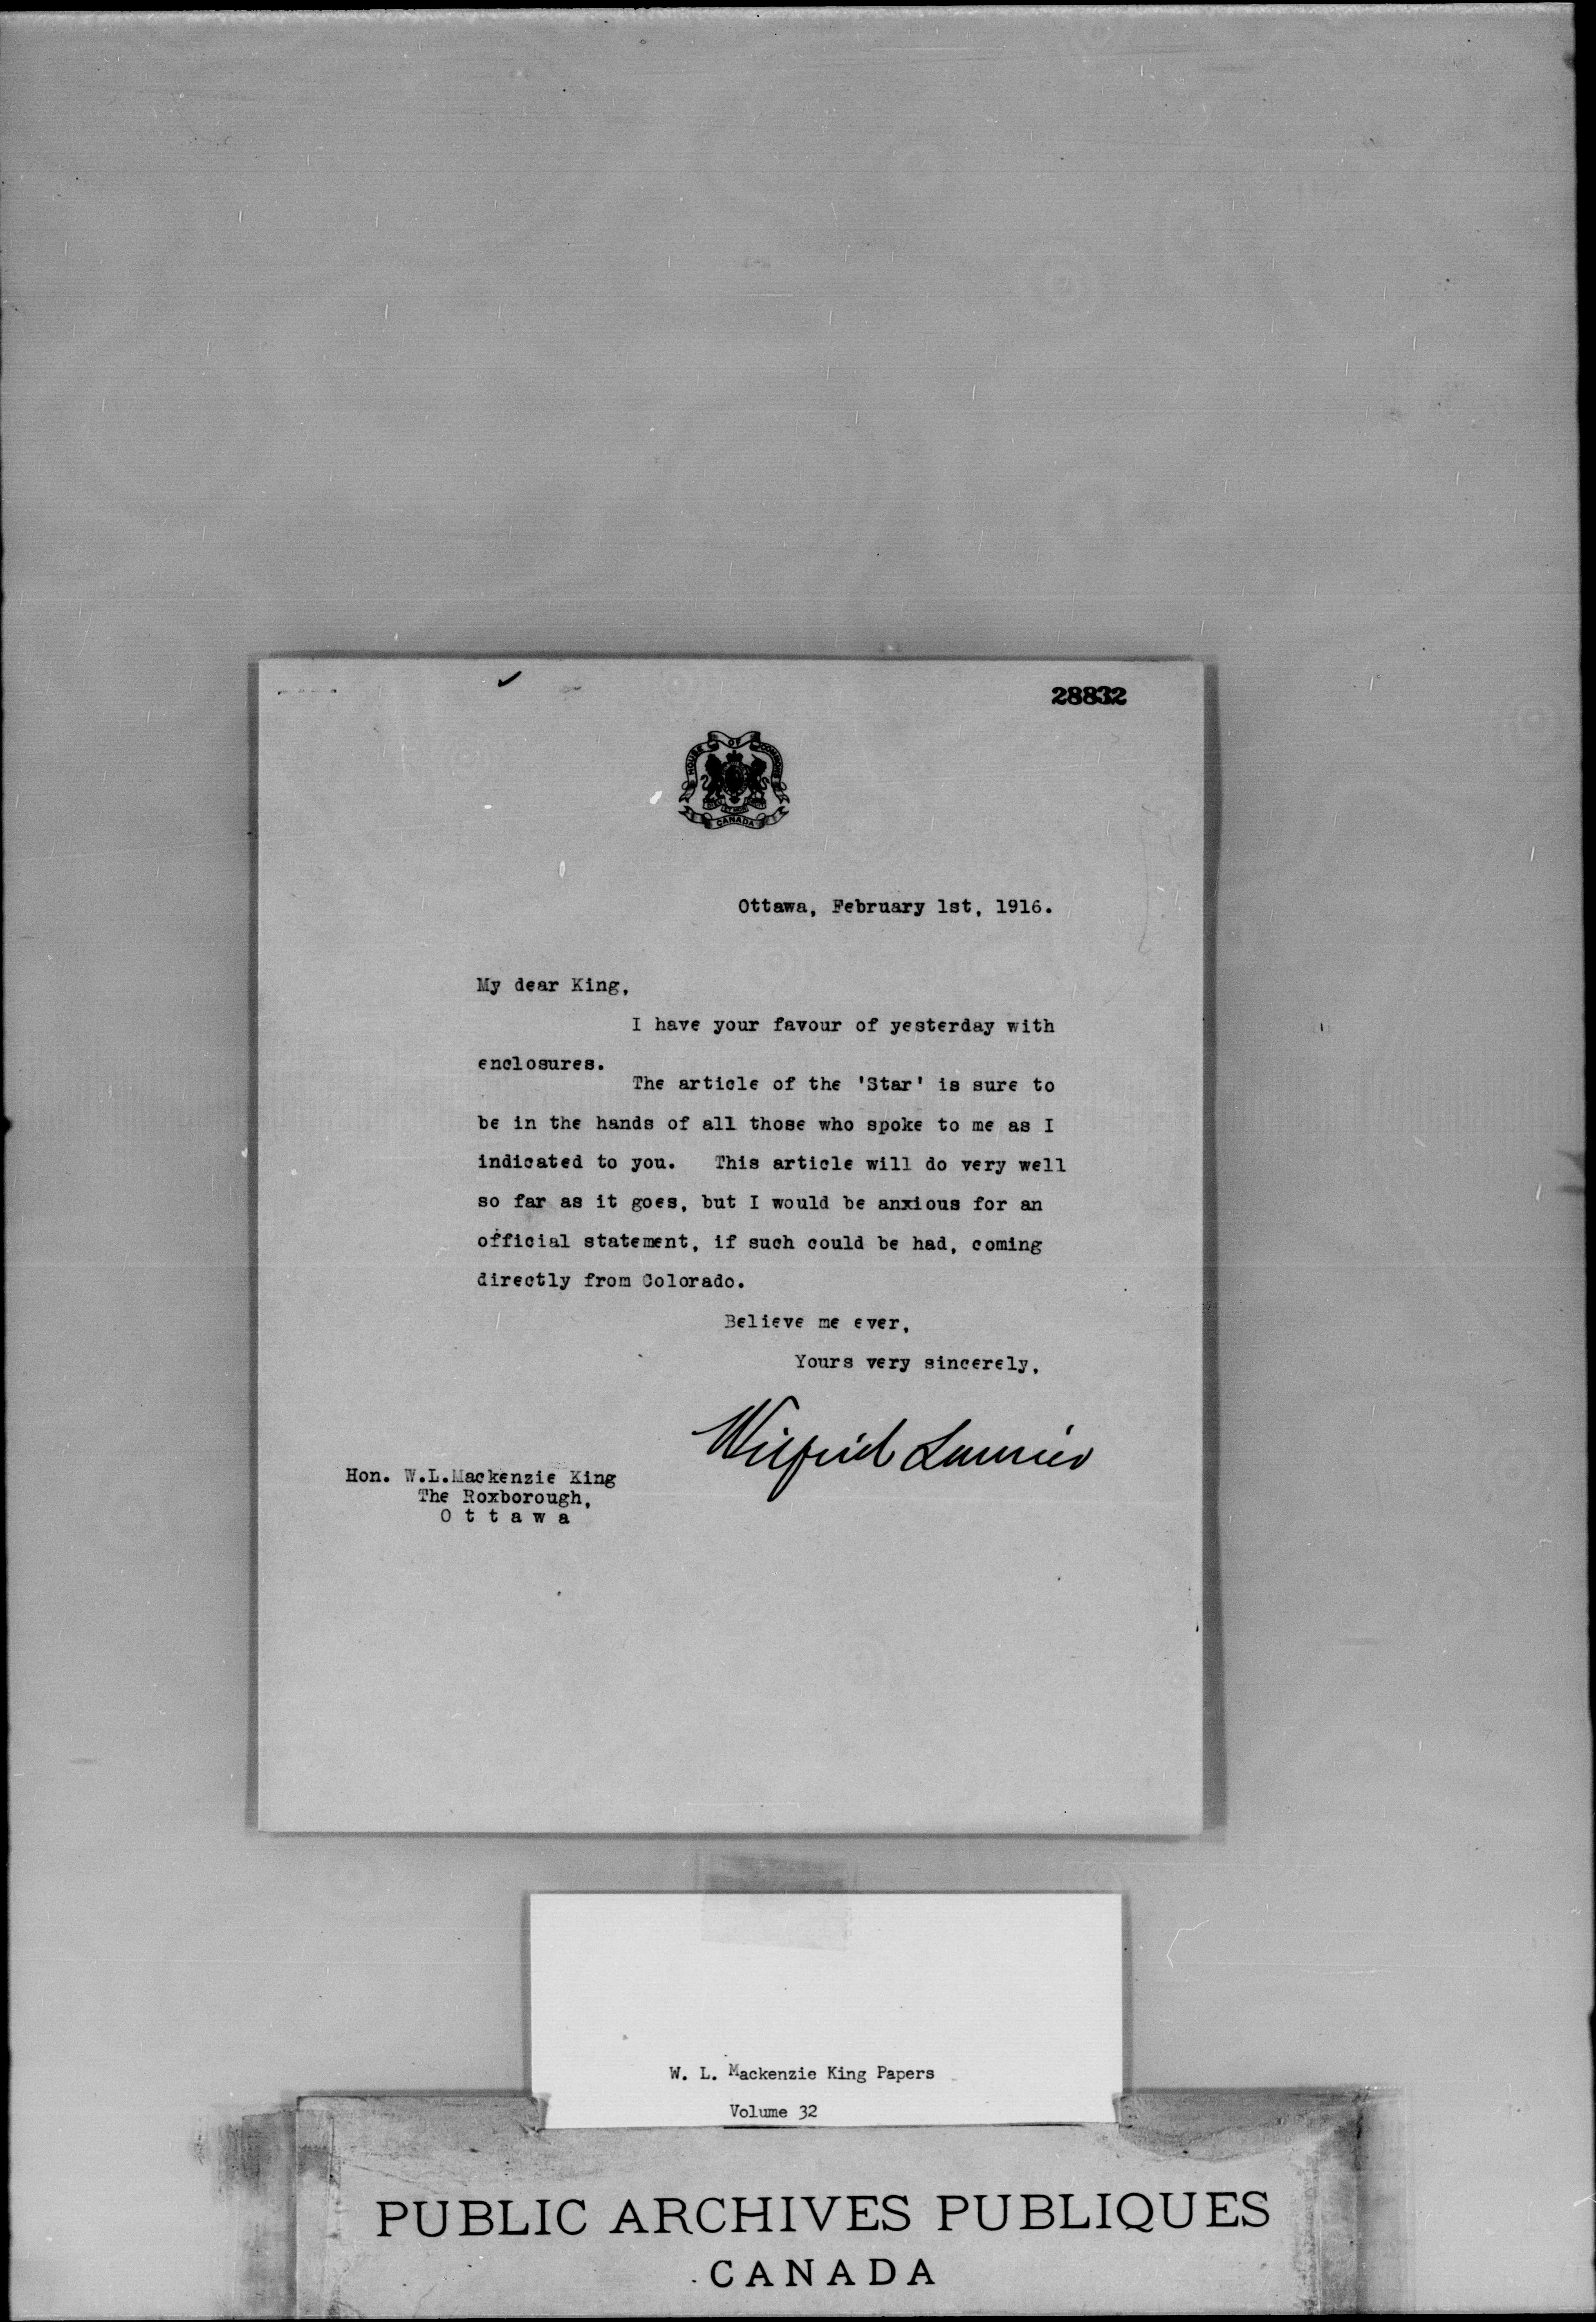 28832
HOUSE OF COMMONS
CANADA
Ottawa, February 1st, 1916.
My dear King,
I have your favour of yesterday with
enclosures.
The article of the 'Star' is sure to
be in the hands of all those who spoke to me as I
indicated to you. This article will do very well
so far as it goes, but I would be anxious for an
official statement, if such could be had, coming
directly from Colorado.
Believe me ever,
Yours very sincerely,
Wilfrid Laurier
Hon. W.L.Mackenzie King
The Roxborough,
O t t a w a
W. L. Mackenzie King Papers
Volume 32
PUBLIC ARCHIVES PUBLIQUES
CANADA